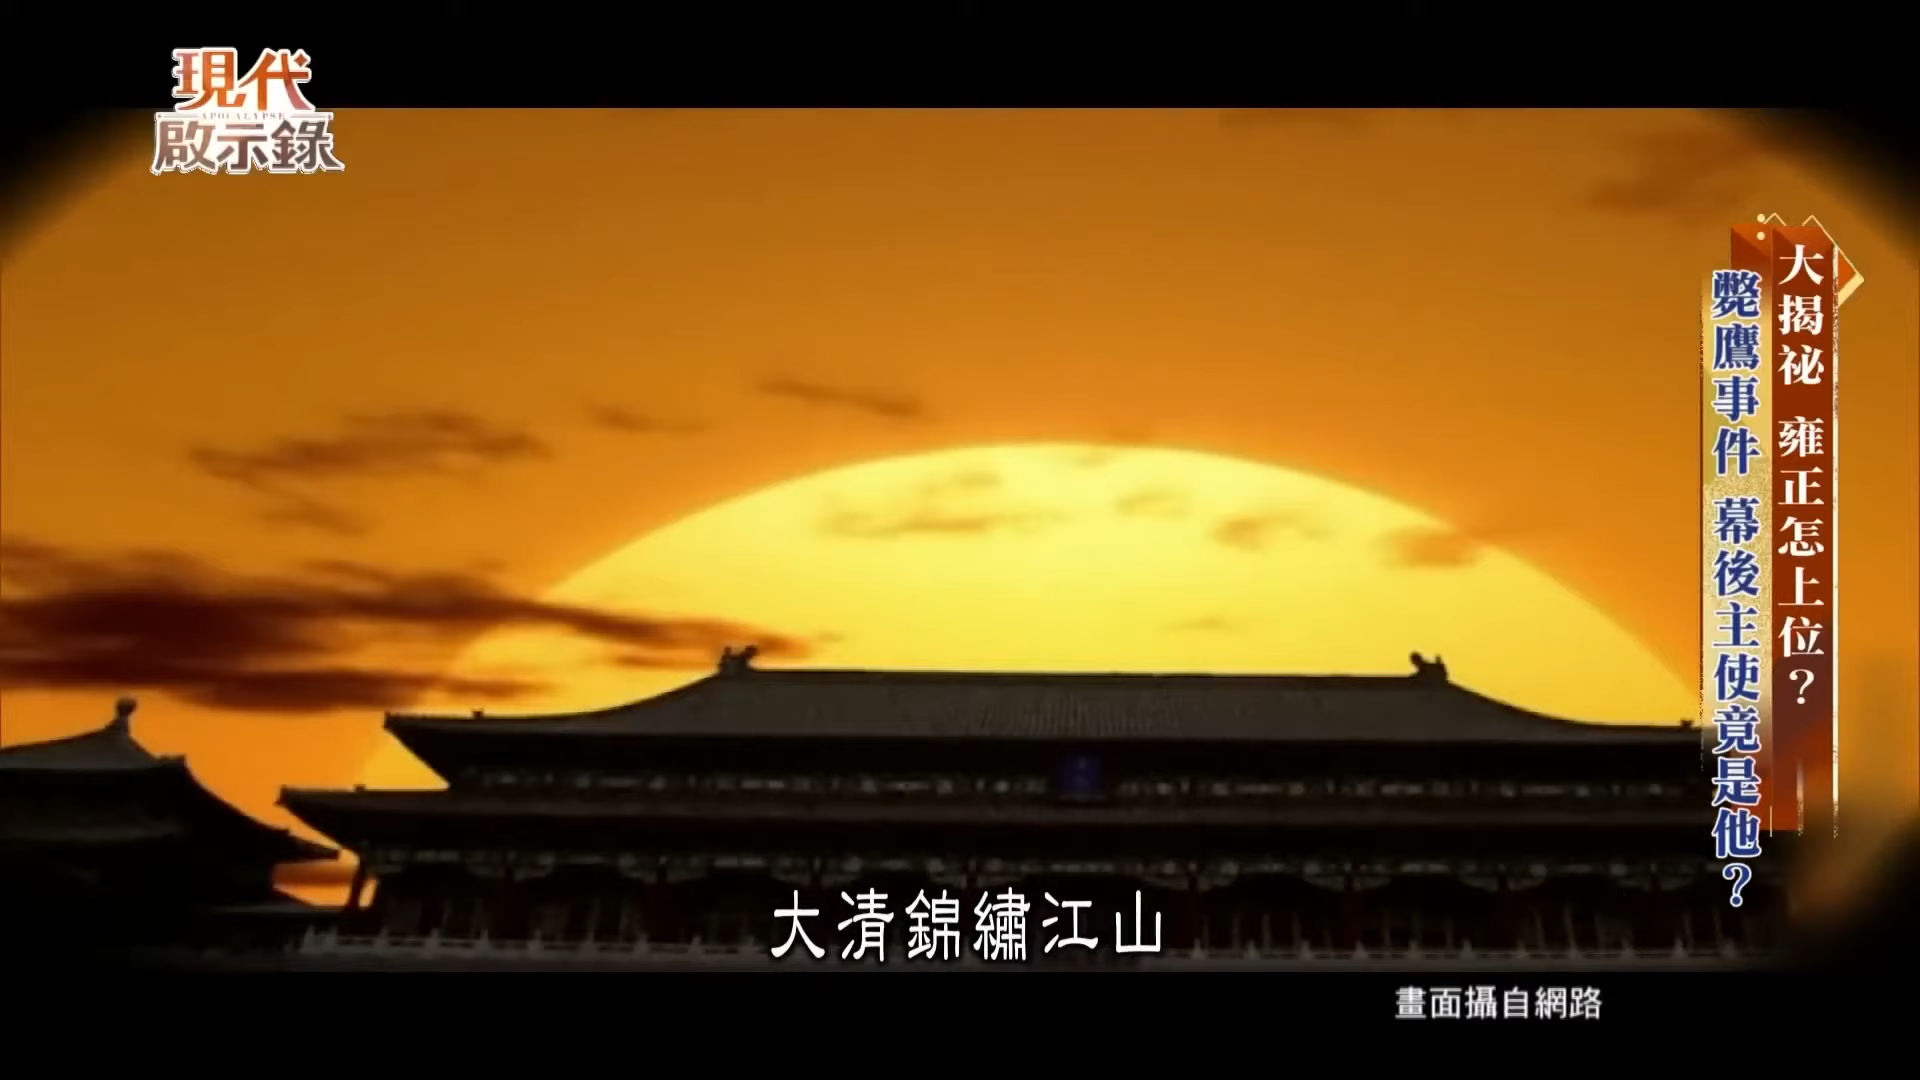 現代
APOCALYPSE
啟示錄
大揭祕 雍正怎上位？
斃鷹事件 幕後主使竟是他？
大清錦繡江山
畫面攝自網路